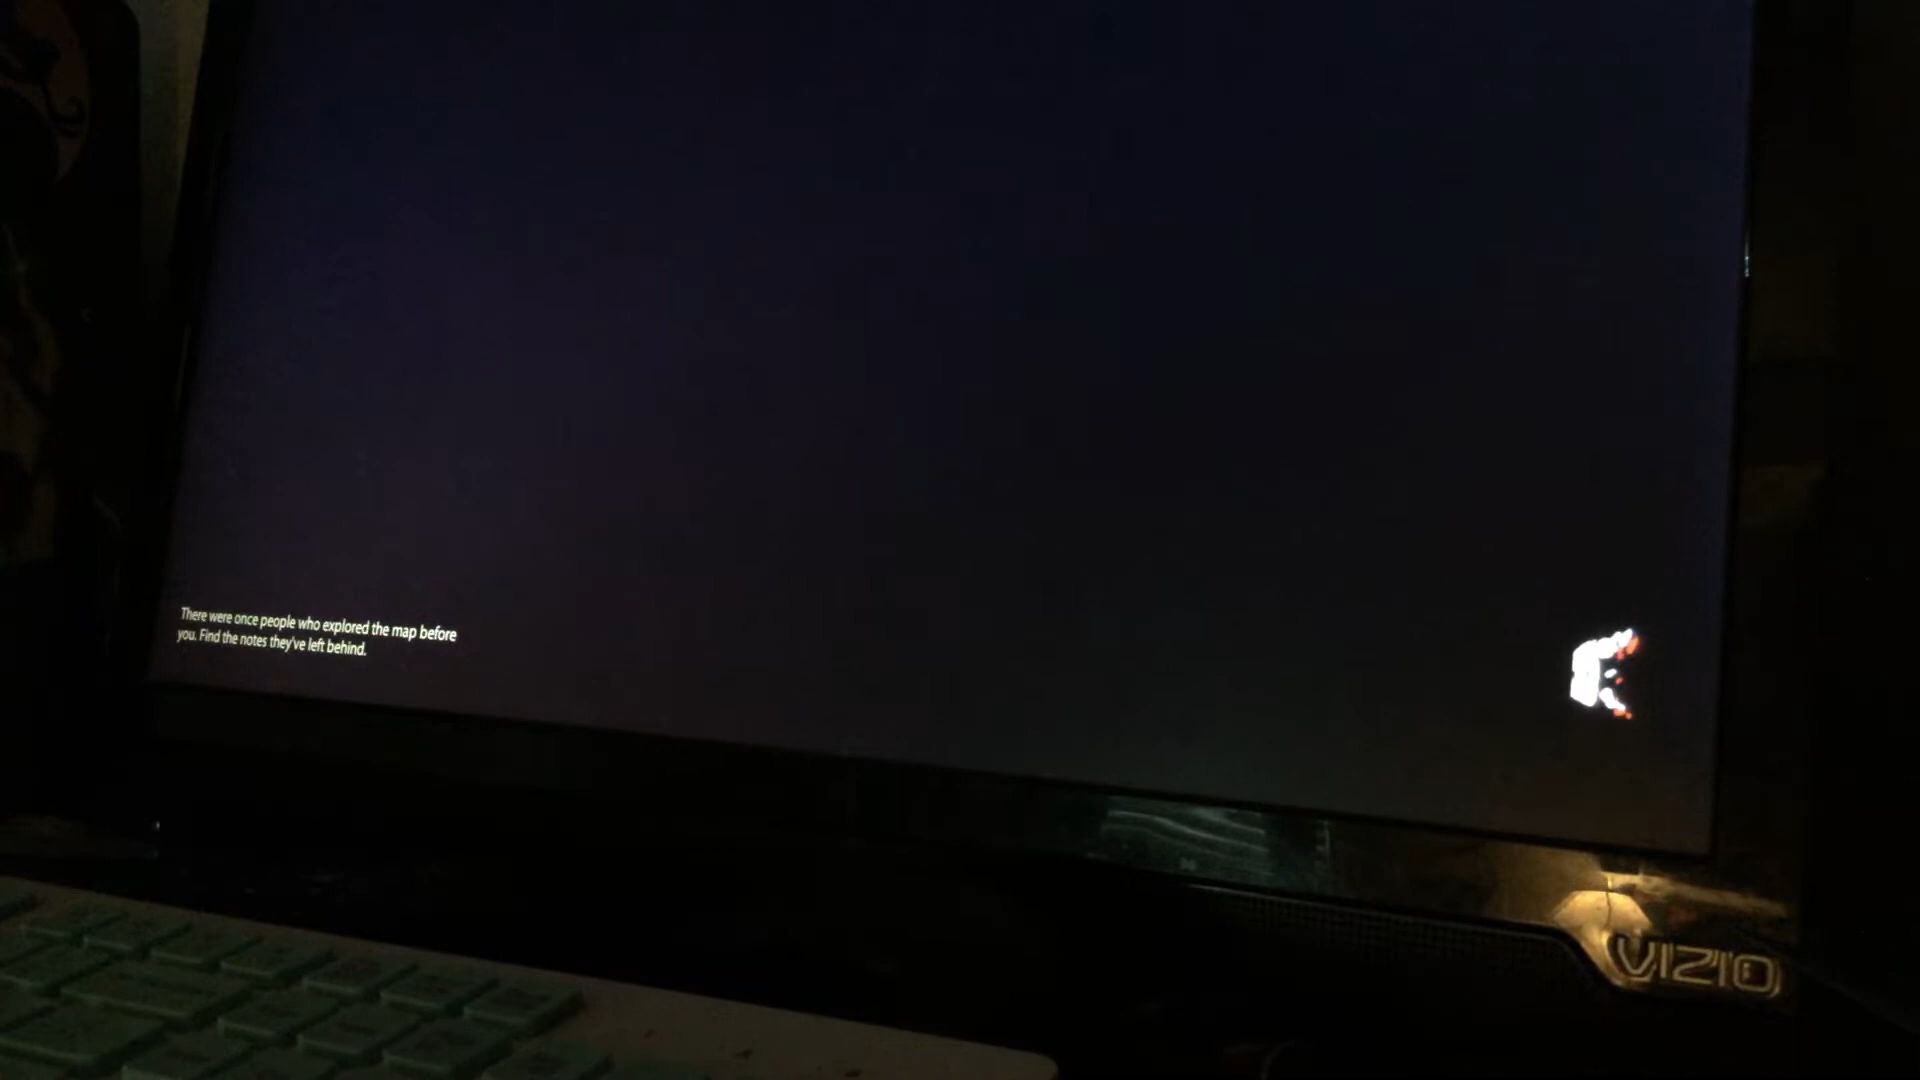 There were once people who explored the map before
you. Find the notes they've left behind.
VIZIO